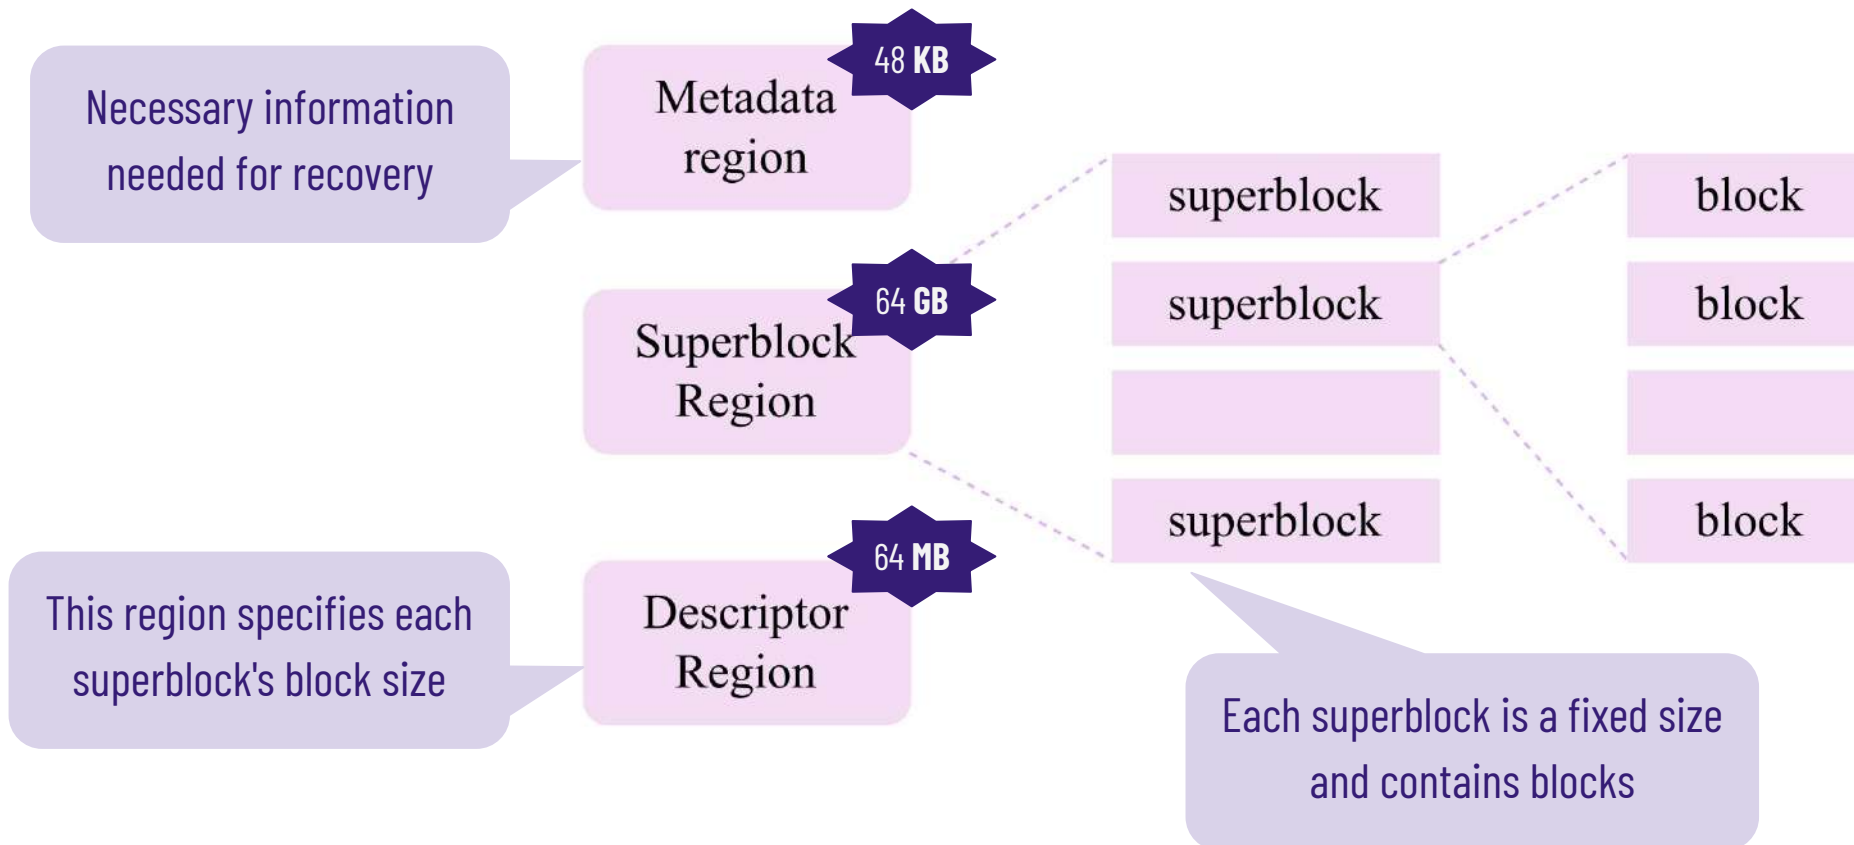 Necessary information
needed for recovery
48 KB
Metadata
region
64 GB
Superblock
Region
superblock
superblock
superblock
block
block
block
This region specifies each
superblock's block size
64 MB
Descriptor
Region
Each superblock is a fixed size
and contains blocks